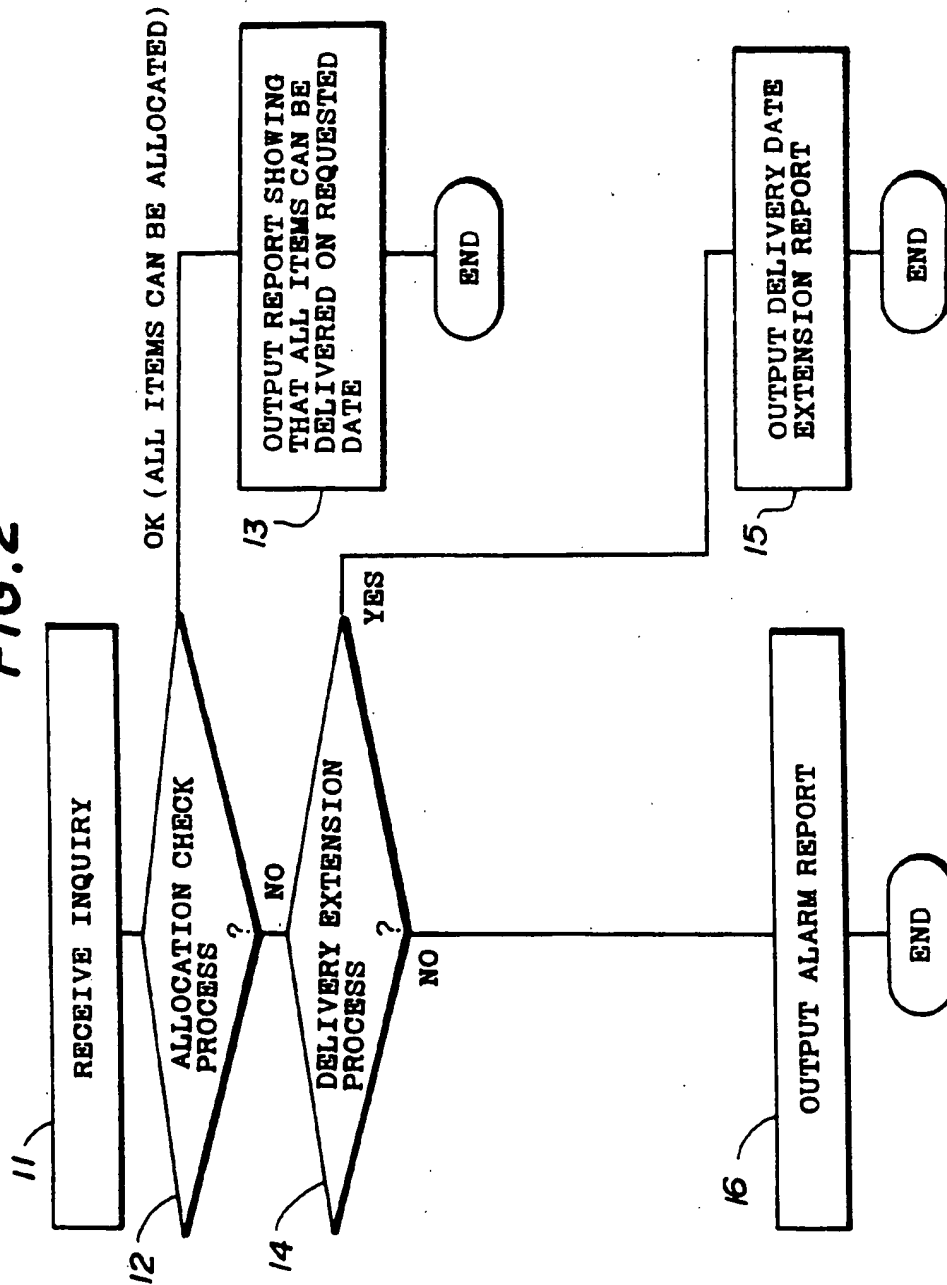 FIG.2
11
RECEIVE INQUIRY
12
ALLOCATION CHECK
PROCESS
?
OK (ALL ITEMS CAN BE ALLOCATED)
13
OUTPUT REPORT SHOWING
THAT ALL ITEMS CAN BE
DELIVERED ON REQUESTED
DATE
END
NO
14
DELIVERY EXTENSION
PROCESS
?
YES
15
OUTPUT DELIVERY DATE
EXTENSION REPORT
END
NO
16
OUTPUT ALARM REPORT
END